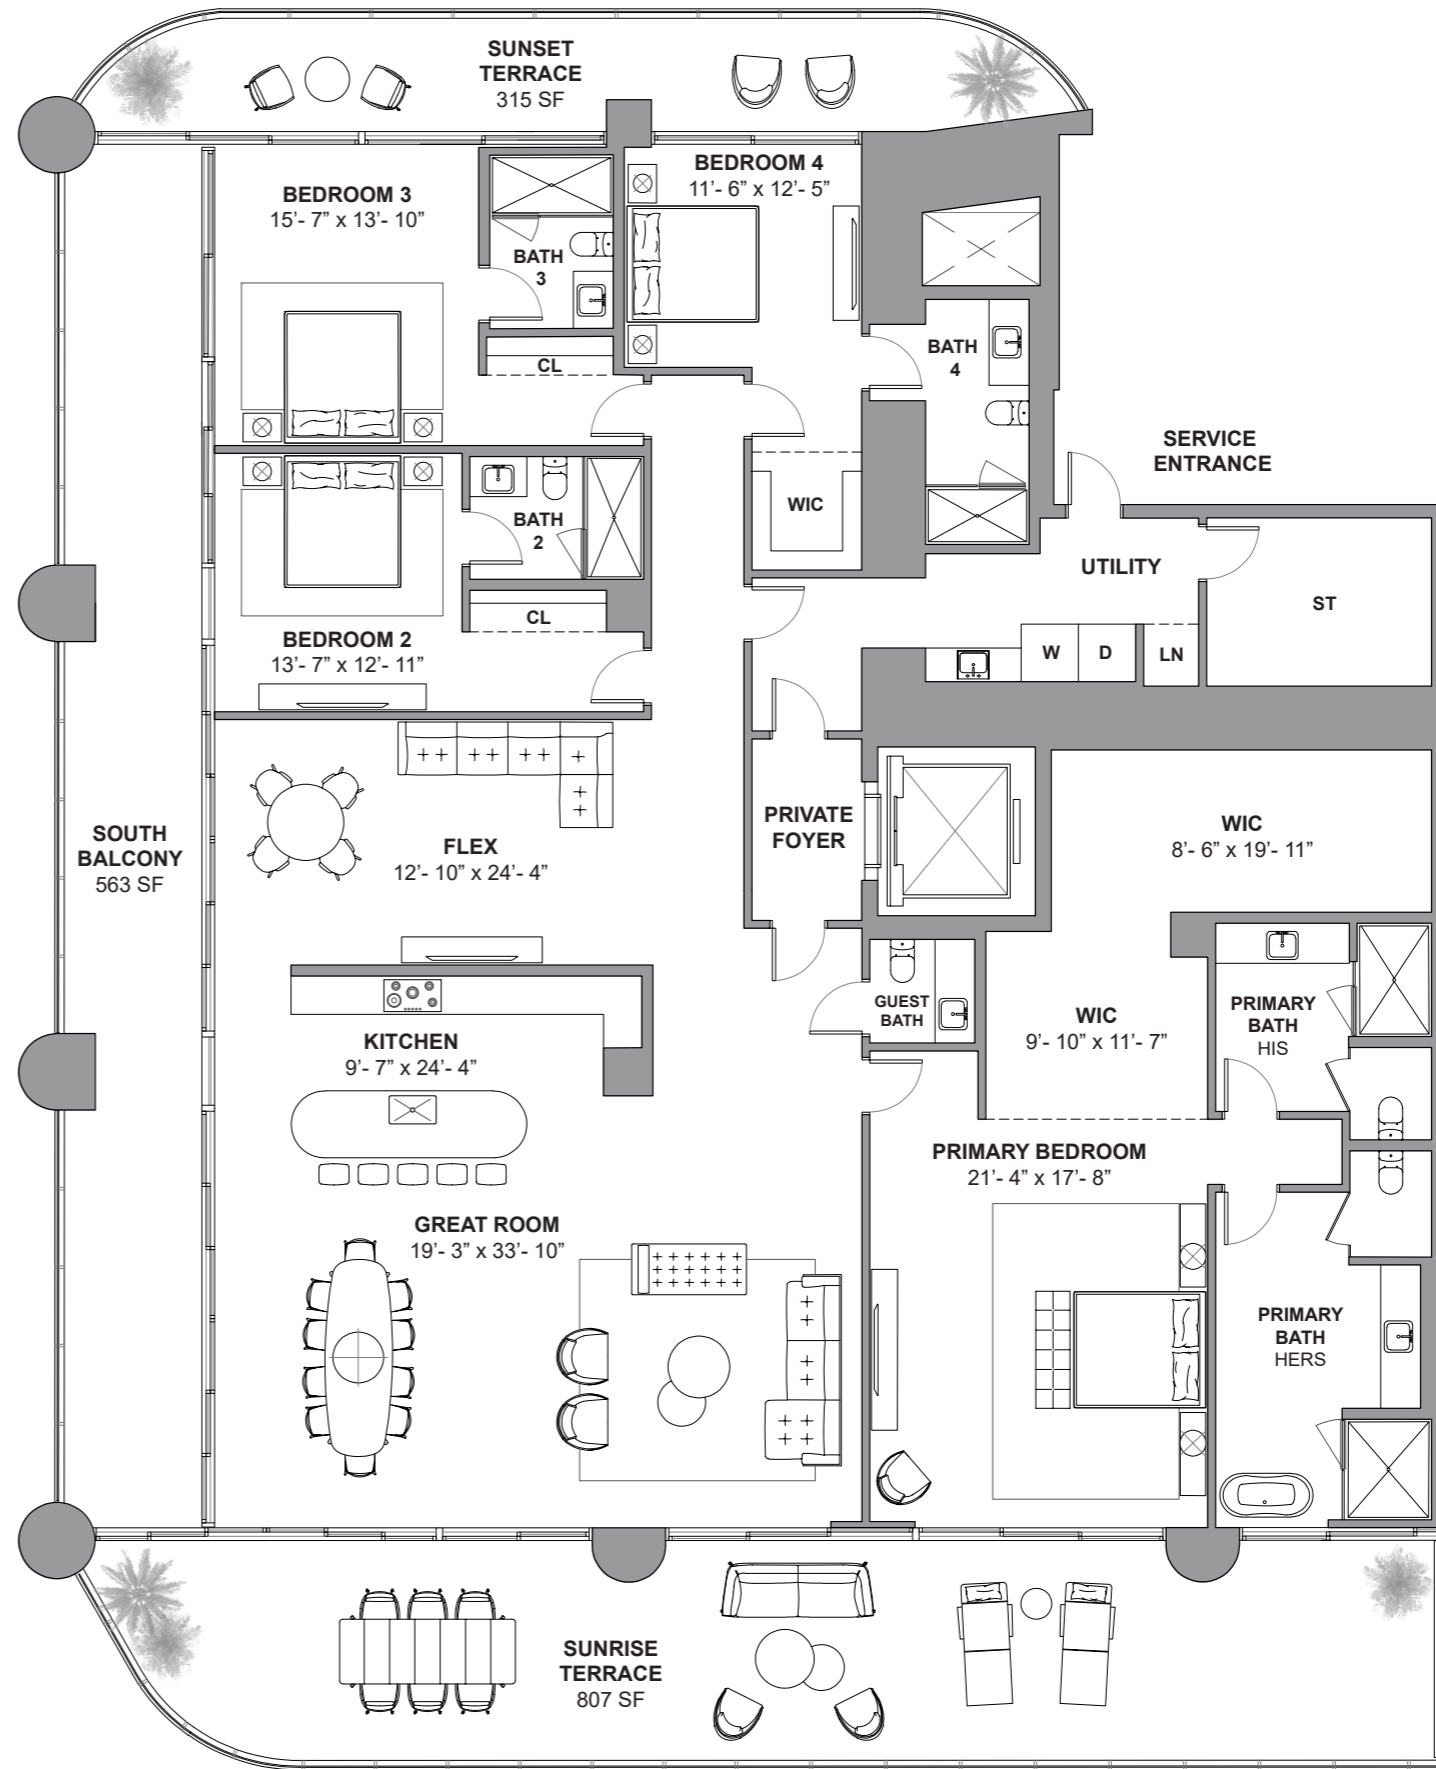 SUNSET
TERRACE
315 SF
BEDROOM 3
15’- 7” x 13’- 10”
BATH
3
CL
BEDROOM 4
11’- 6” x 12’- 5”
BATH
4
SERVICE
ENTRANCE
WIC
BATH
2
CL
BEDROOM 2
13’- 7” x 12’- 11”
UTILITY
ST
W
D
LN
SOUTH
BALCONY
563 SF
FLEX
12’- 10” x 24’- 4”
PRIVATE
FOYER
WIC
8’- 6” x 19’- 11”
KITCHEN
9’- 7” x 24’- 4”
GUEST
BATH
WIC
9’- 10” x 11’- 7”
PRIMARY
BATH
HIS
PRIMARY BEDROOM
21’- 4” x 17’- 8”
GREAT ROOM
19’- 3” x 33’- 10”
PRIMARY
BATH
HERS
SUNRISE
TERRACE
807 SF